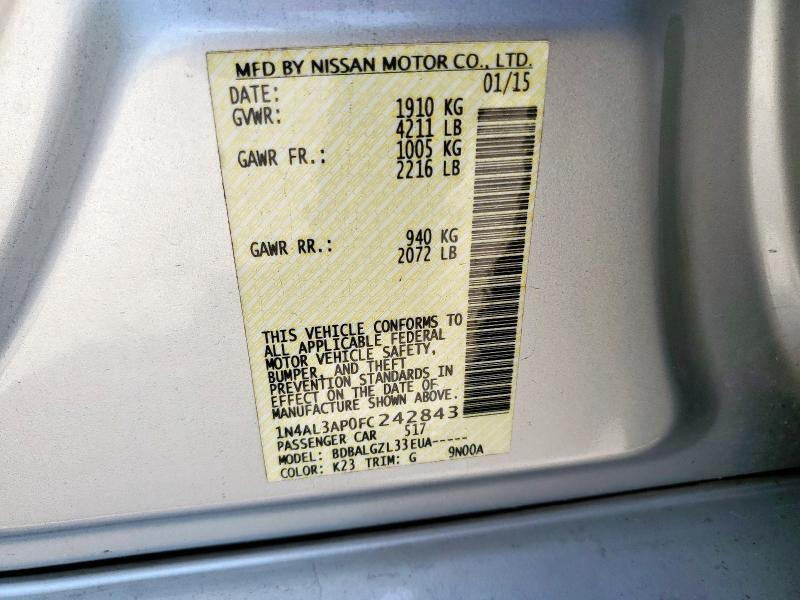 MFD BY NISSAN MOTOR CO., LTD.
DATE: 01/15
GVWR: 1910 KG
4211 LB
GAWR FR.: 1005 KG
2216 LB
GAWR RR.: 940 KG
2072 LB
THIS VEHICLE CONFORMS TO
ALL APPLICABLE FEDERAL
MOTOR VEHICLE SAFETY,
BUMPER, AND THEFT
PREVENTION STANDARDS IN
EFFECT ON THE DATE OF
MANUFACTURE SHOWN ABOVE.
1N4AL3AP0FC242843
PASSENGER CAR 517
MODEL: BDBALGZL33EUA-----
COLOR: K23 TRIM: G 9N00A